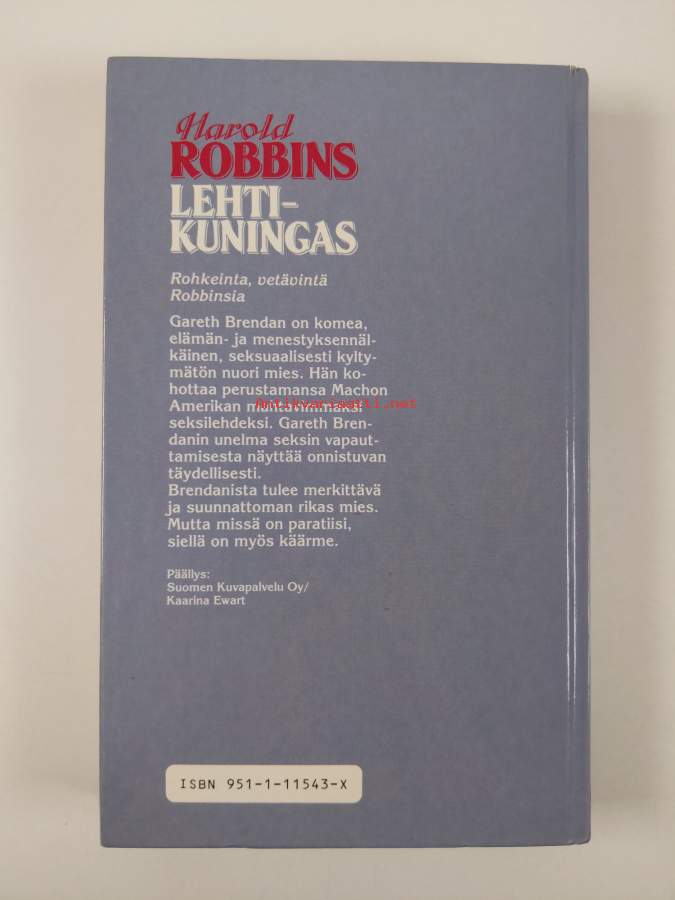 Harold
ROBBINS
LEHTI-
KUNINGAS
Rohkeinta, vetävintä
Robbinsia
Gareth Brendan on komea,
elämän- ja menestyksennäl-
käinen, seksuaalisesti kylty-
mätön nuori mies. Hän ko-
hottaa perustamansa Machon
Amerikan
Antikvariaatti.net
seksilehdeksi. Gareth Bren-
danin unelma seksin vapaut-
tamisesta näyttää onnistuvan
täydellisesti.
Brendanista tulee merkittävä
ja suunnattoman rikas mies.
Mutta missä on paratiisi,
siellä on myös käärme.
Päällys:
Suomen Kuvapalvelu Oy/
Kaarina Ewart
ISBN 951-1-11543-X